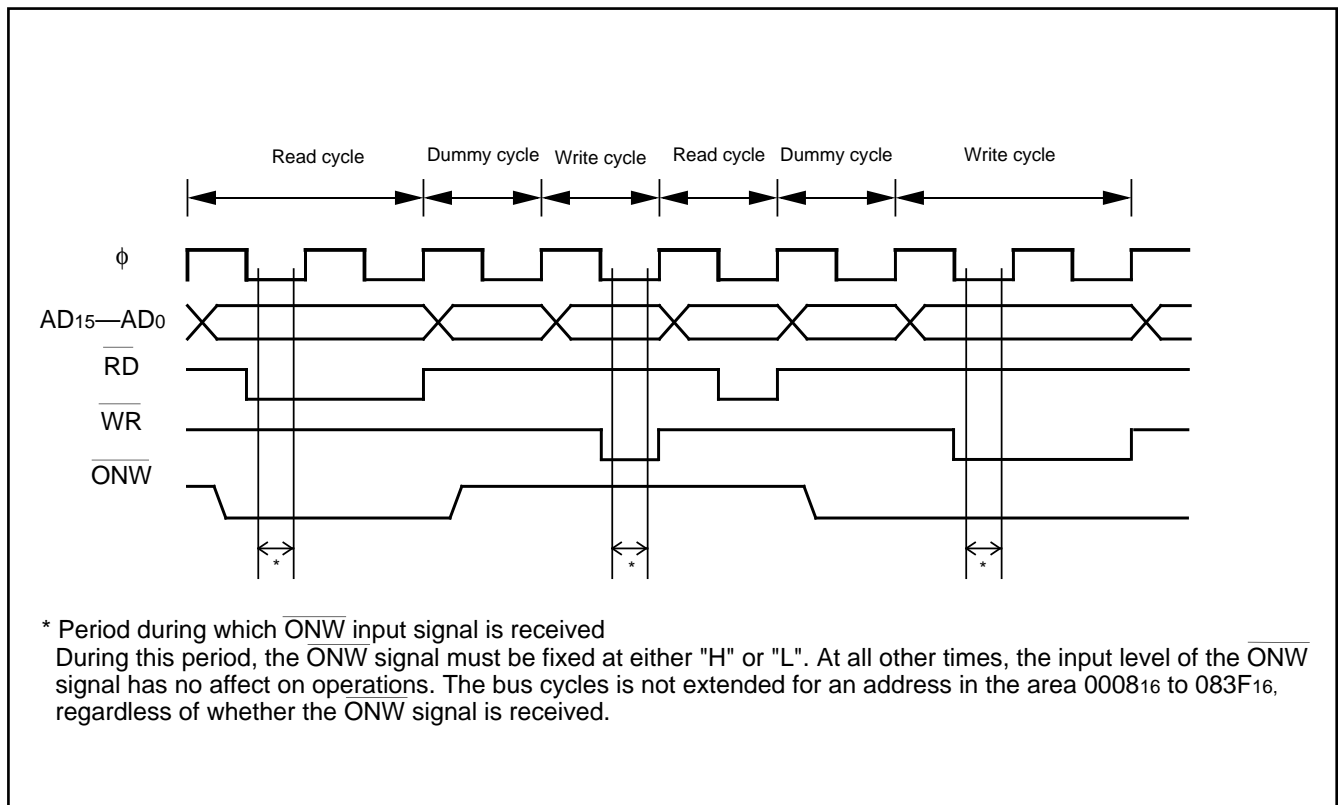 Read cycle Dummy cycle Write cycle Read cycle Dummy cycle Write cycle
ϕ
AD15—AD0
RD
WR
ONW
* * *
* Period during which ONW input signal is received
During this period, the ONW signal must be fixed at either "H" or "L". At all other times, the input level of the ONW
signal has no affect on operations. The bus cycles is not extended for an address in the area 000816 to 083F16,
regardless of whether the ONW signal is received.